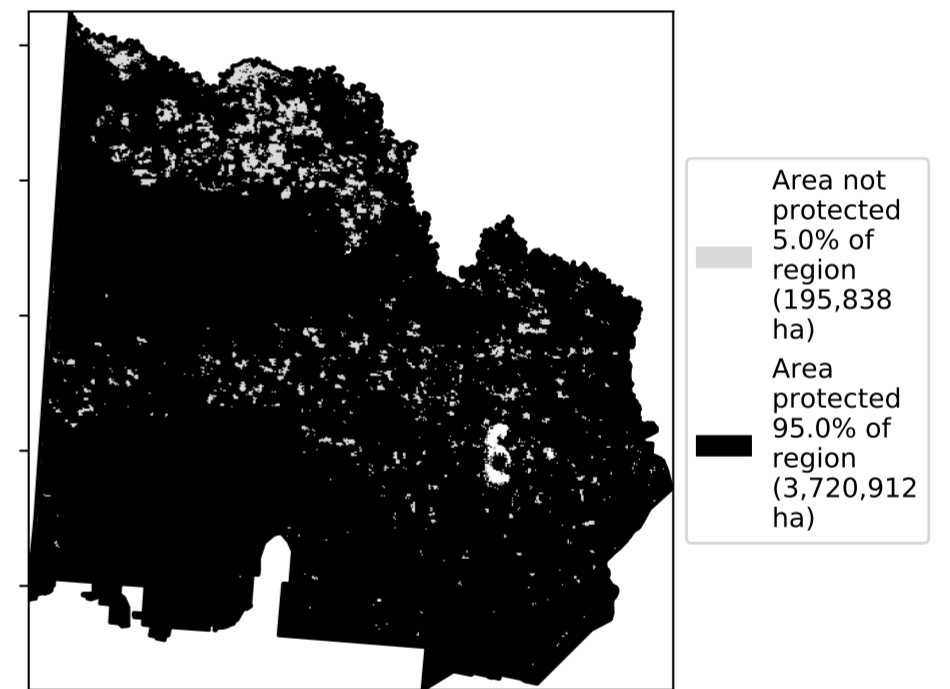 Area not
protected
5.0% of
region
(195,838
ha)
Area
protected
95.0% of
region
(3,720,912
ha)